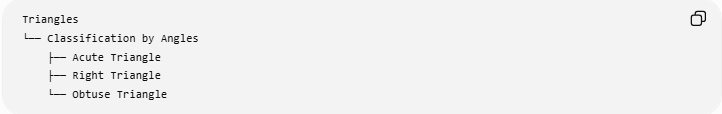 Triangles
└── Classification by Angles
    ├── Acute Triangle
    ├── Right Triangle
    └── Obtuse Triangle